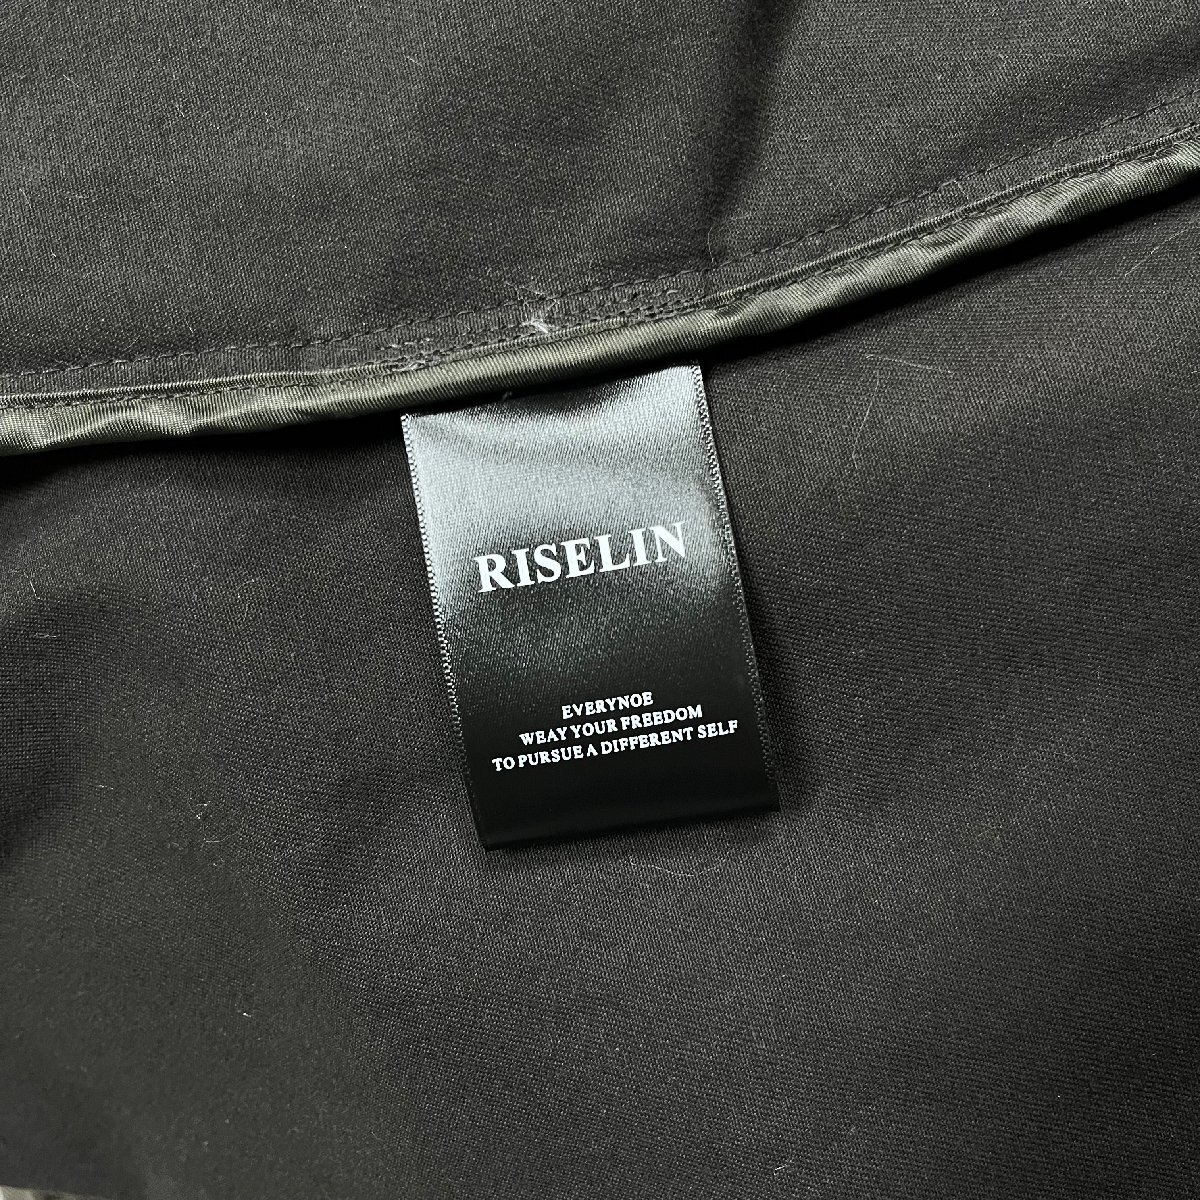 RISELIN
EVERYNOE
WEAY YOUR FREEDOM
TO PURSUE A DIFFERENT SELF